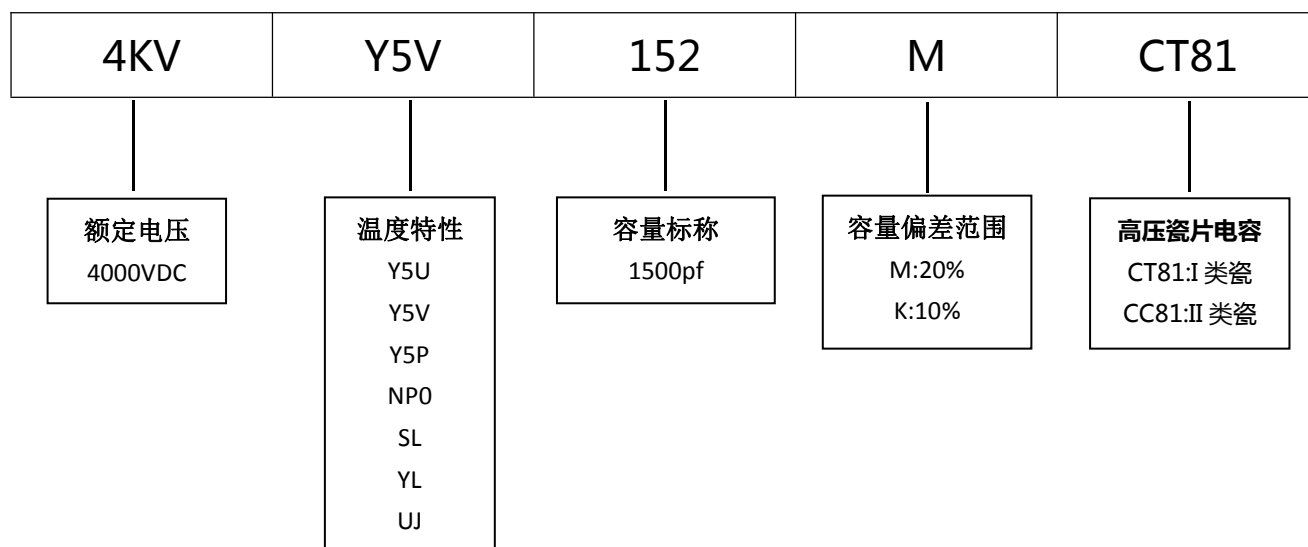 4KV Y5V 152 M CT81
额定电压
4000VDC
温度特性
Y5U
Y5V
Y5P
NP0
SL
YL
UJ
容量标称
1500pf
容量偏差范围
M:20%
K:10%
高压瓷片电容
CT81:I 类瓷
CC81:II 类瓷